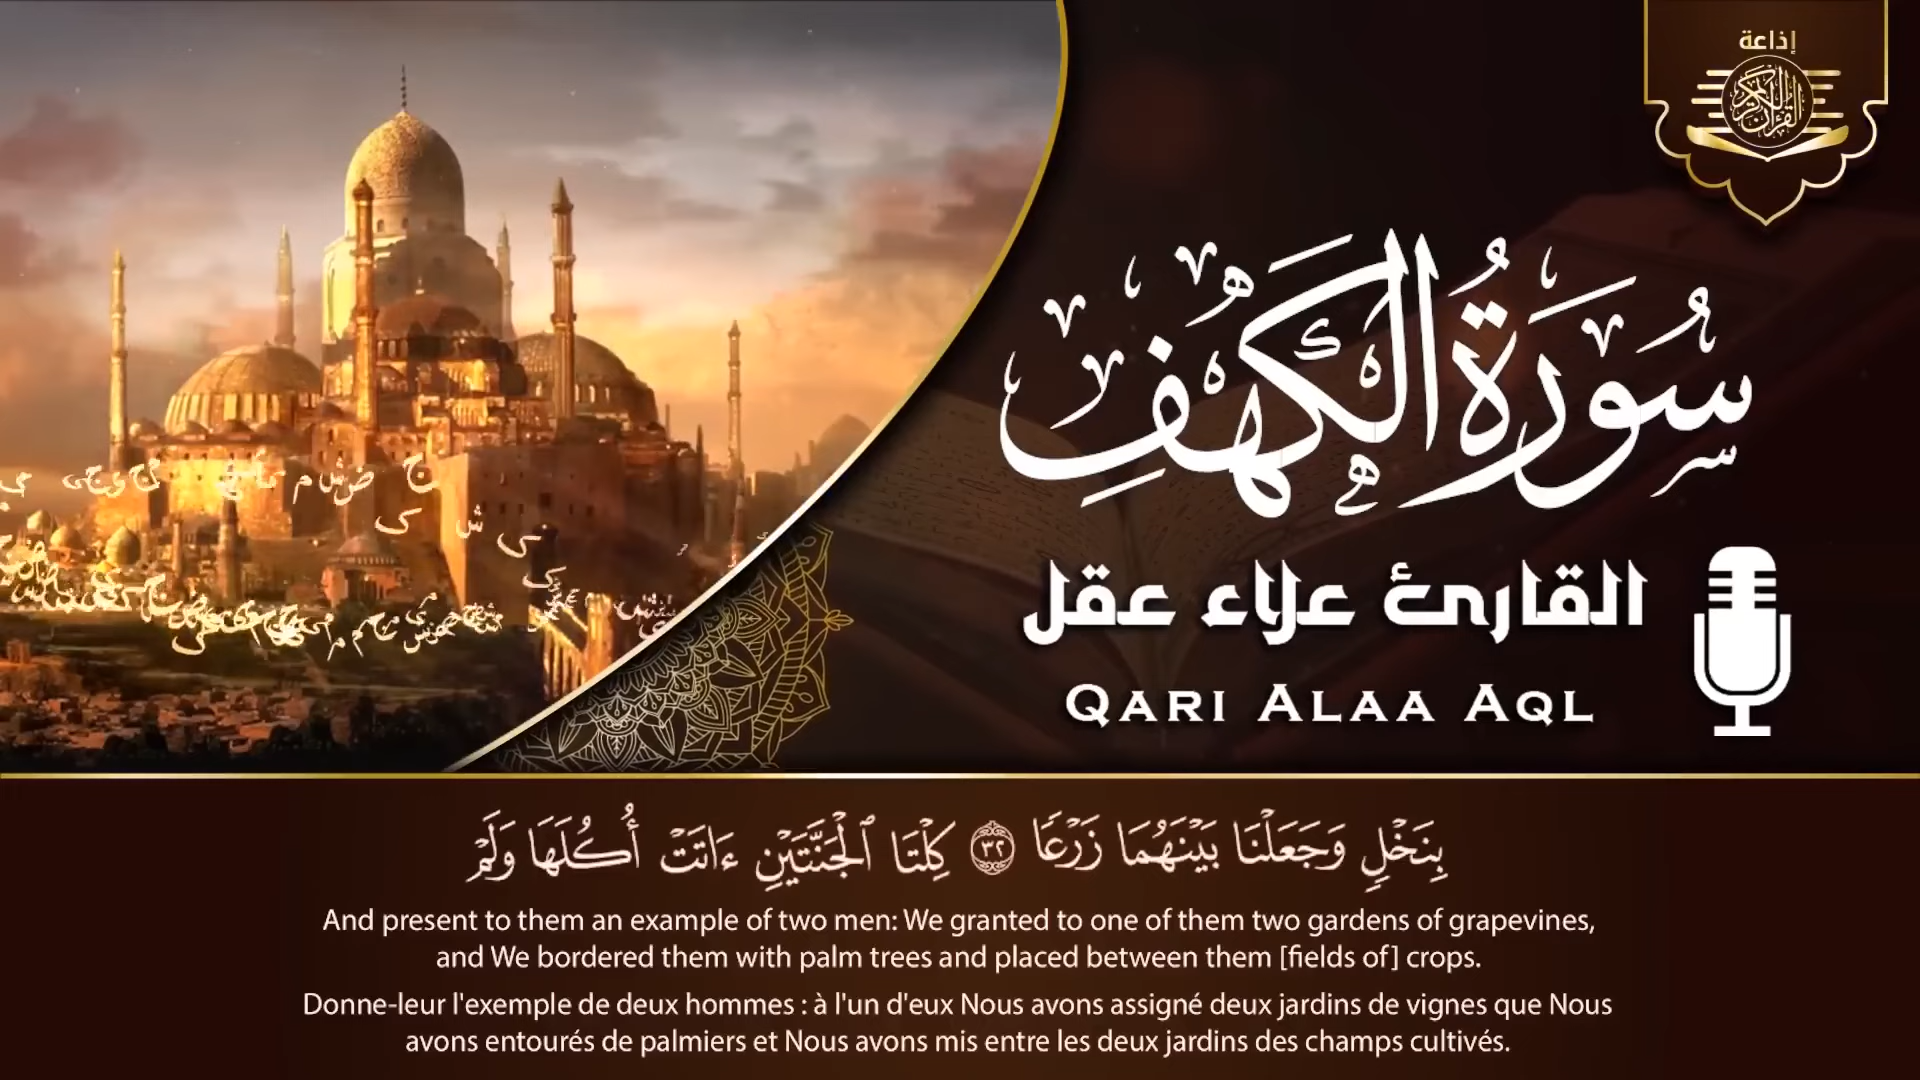 إذاعة
القرآن الكريم
سُورَةُ الكَهْفِ
القارئ علاء عقل
QARI ALAA AQL
بِنَخْلٍ وَجَعَلْنَا بَيْنَهُمَا زَرْعًا ۝٣٢ كِلْتَا ٱلْجَنَّتَيْنِ ءَاتَتْ أُكُلَهَا وَلَمْ
And present to them an example of two men: We granted to one of them two gardens of grapevines,
and We bordered them with palm trees and placed between them [fields of] crops.
Donne-leur l'exemple de deux hommes : à l'un d'eux Nous avons assigné deux jardins de vignes que Nous
avons entourés de palmiers et Nous avons mis entre les deux jardins des champs cultivés.